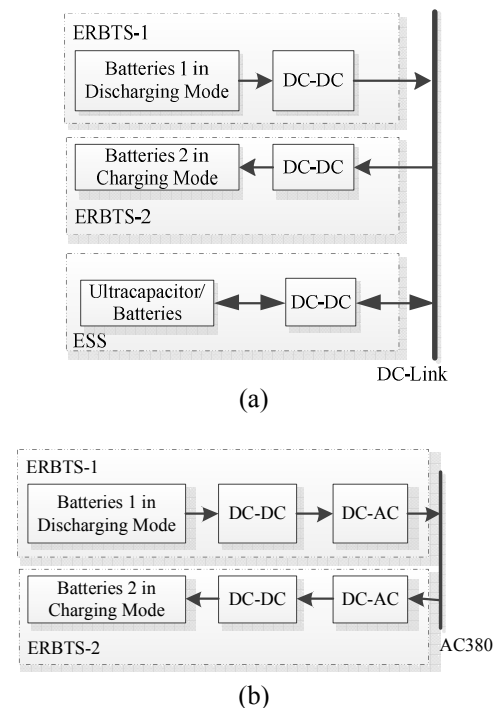 ERBTS-1
Batteries 1 in
Discharging Mode
DC-DC
Batteries 2 in
Charging Mode
DC-DC
ERBTS-2
Ultracapacitor/
Batteries
DC-DC
ESS
DC-Link
(a)
ERBTS-1
Batteries 1 in
Discharging Mode
DC-DC
DC-AC
Batteries 2 in
Charging Mode
DC-DC
DC-AC
ERBTS-2
AC380
(b)